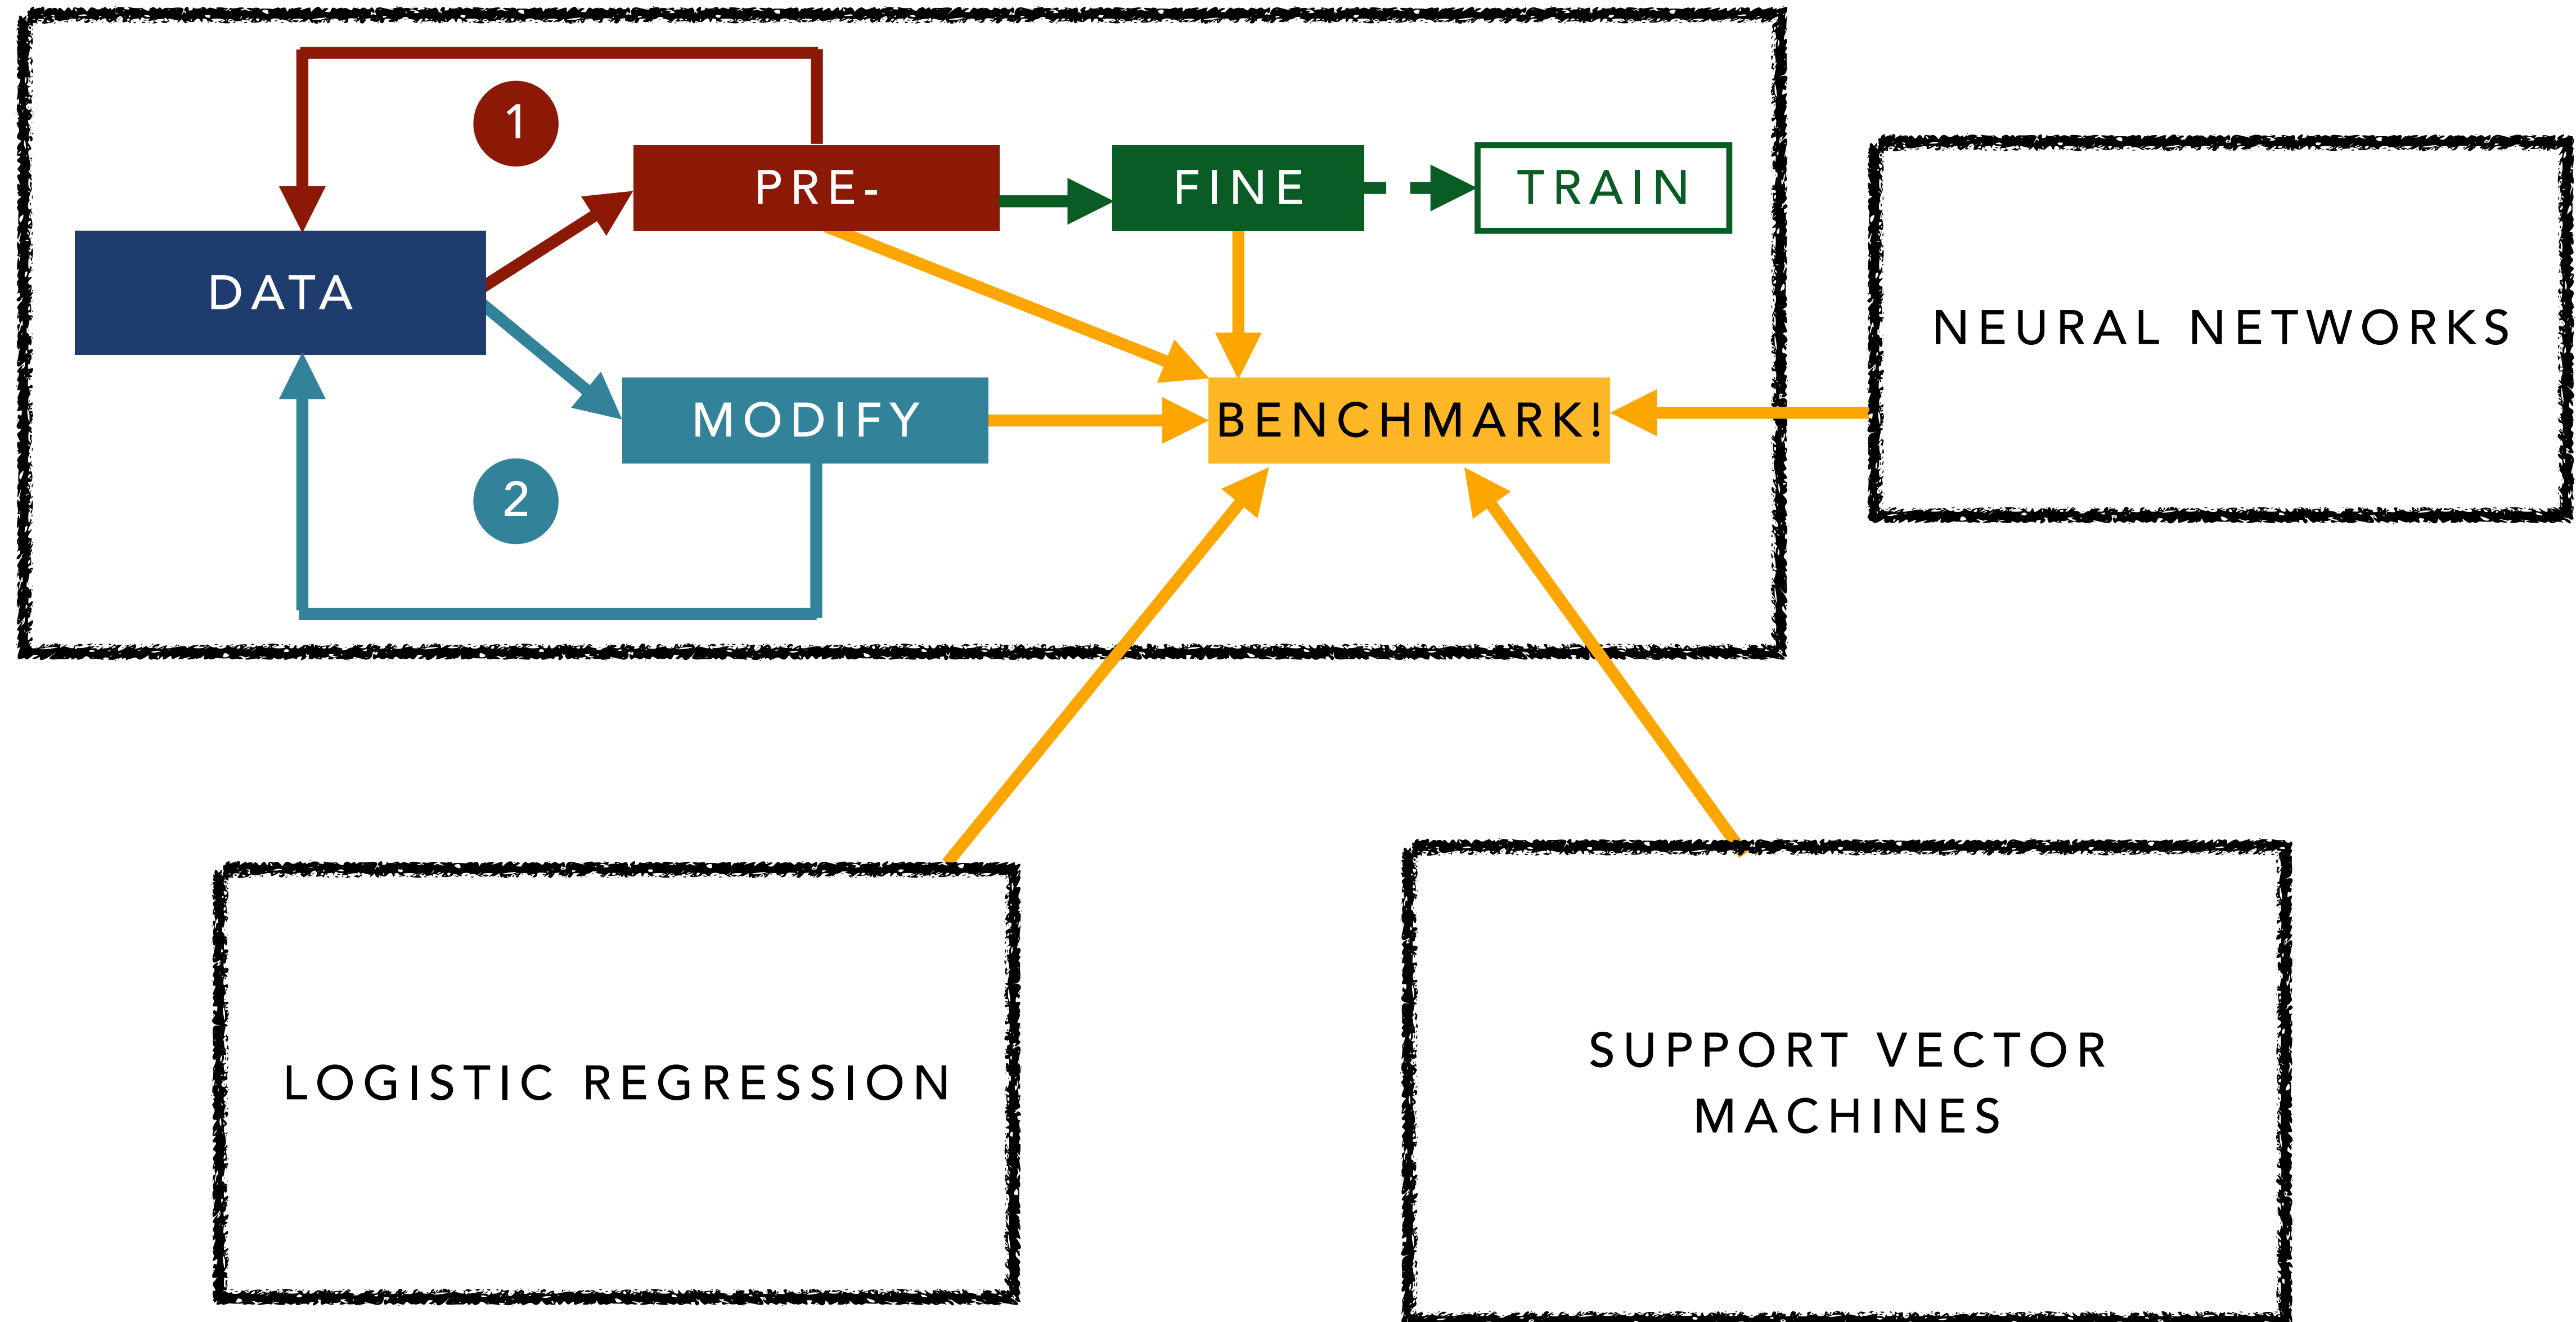 1
PRE-
FINE
TRAIN
DATA
NEURAL NETWORKS
MODIFY
BENCHMARK!
2
LOGISTIC REGRESSION
SUPPORT VECTOR
MACHINES